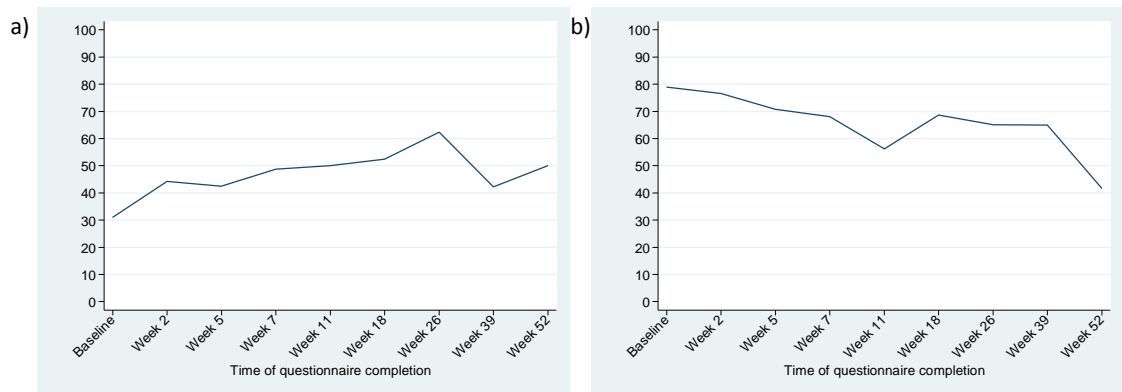 a)
100
90
80
70
60
50
40
30
20
10
0
Baseline
Week 2
Week 5
Week 7
Week 11
Week 18
Week 26
Week 39
Week 52
Time of questionnaire completion
b)
100
90
80
70
60
50
40
30
20
10
0
Baseline
Week 2
Week 5
Week 7
Week 11
Week 18
Week 26
Week 39
Week 52
Time of questionnaire completion